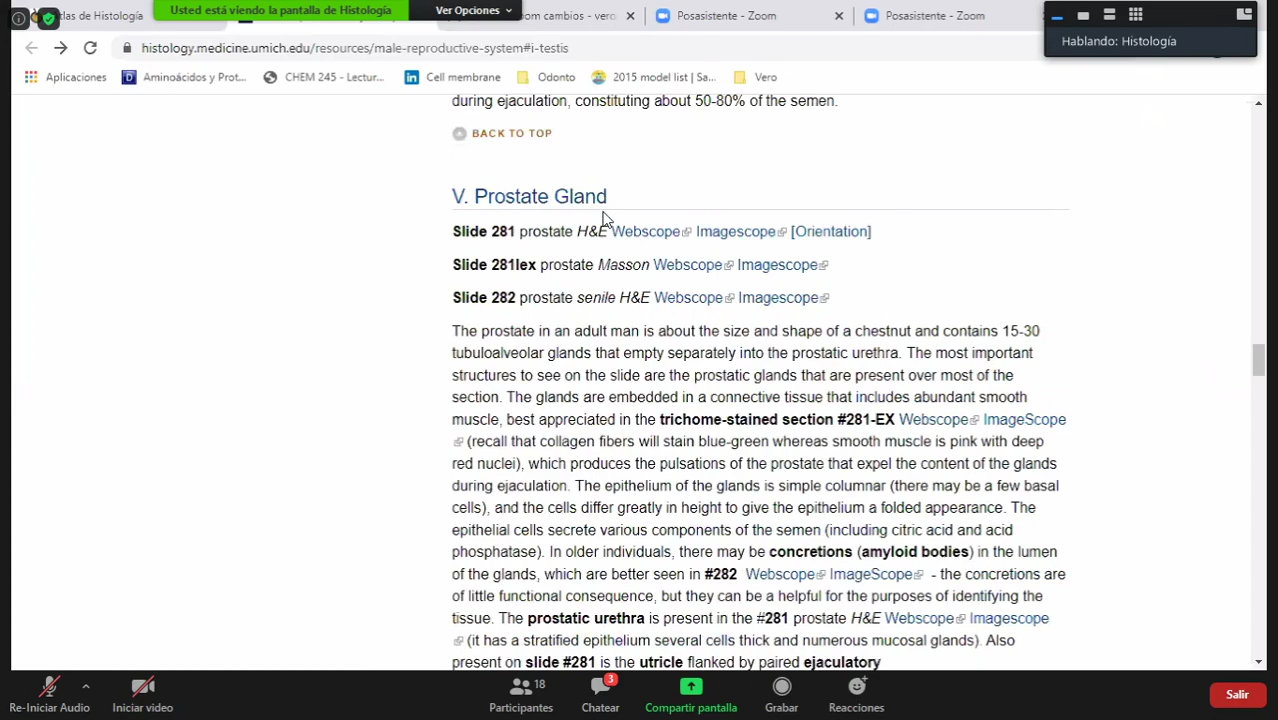 Atlas de Histología
Usted está viendo la pantalla de Histología
Ver Opciones
om cambios - vero
Posasistente - Zoom
Posasistente - Zoom
Hablando: Histología
histology.medicine.umich.edu/resources/male-reproductive-system#i-testis
Aplicaciones
Aminoácidos y Prot...
CHEM 245 - Lectur...
Cell membrane
Odonto
2015 model list | Sa...
Vero
during ejaculation, constituting about 50-80% of the semen.
BACK TO TOP
V. Prostate Gland
Slide 281 prostate H&E Webscope Imagescope [Orientation]
Slide 281lex prostate Masson Webscope Imagescope
Slide 282 prostate senile H&E Webscope Imagescope
The prostate in an adult man is about the size and shape of a chestnut and contains 15-30
tubuloalveolar glands that empty separately into the prostatic urethra. The most important
structures to see on the slide are the prostatic glands that are present over most of the
section. The glands are embedded in a connective tissue that includes abundant smooth
muscle, best appreciated in the trichome-stained section #281-EX Webscope ImageScope
(recall that collagen fibers will stain blue-green whereas smooth muscle is pink with deep
red nuclei), which produces the pulsations of the prostate that expel the content of the glands
during ejaculation. The epithelium of the glands is simple columnar (there may be a few basal
cells), and the cells differ greatly in height to give the epithelium a folded appearance. The
epithelial cells secrete various components of the semen (including citric acid and acid
phosphatase). In older individuals, there may be concretions (amyloid bodies) in the lumen
of the glands, which are better seen in #282 Webscope ImageScope - the concretions are
of little functional consequence, but they can be a helpful for the purposes of identifying the
tissue. The prostatic urethra is present in the #281 prostate H&E Webscope Imagescope
(it has a stratified epithelium several cells thick and numerous mucosal glands). Also
present on slide #281 is the utricle flanked by paired ejaculatory
Re-Iniciar Audio
Iniciar video
18
Participantes
3
Chatear
Compartir pantalla
Grabar
Reacciones
Salir